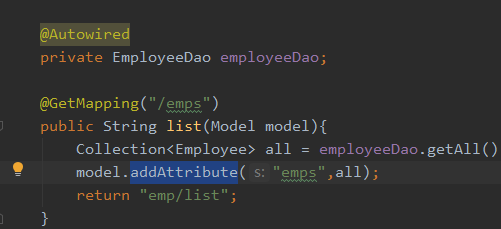 @Autowired
private EmployeeDao employeeDao;
@GetMapping("/emps")
public String list(Model model){
Collection<Employee> all = employeeDao.getAll()
model.addAttribute( s: "emps",all);
return "emp/list";
}